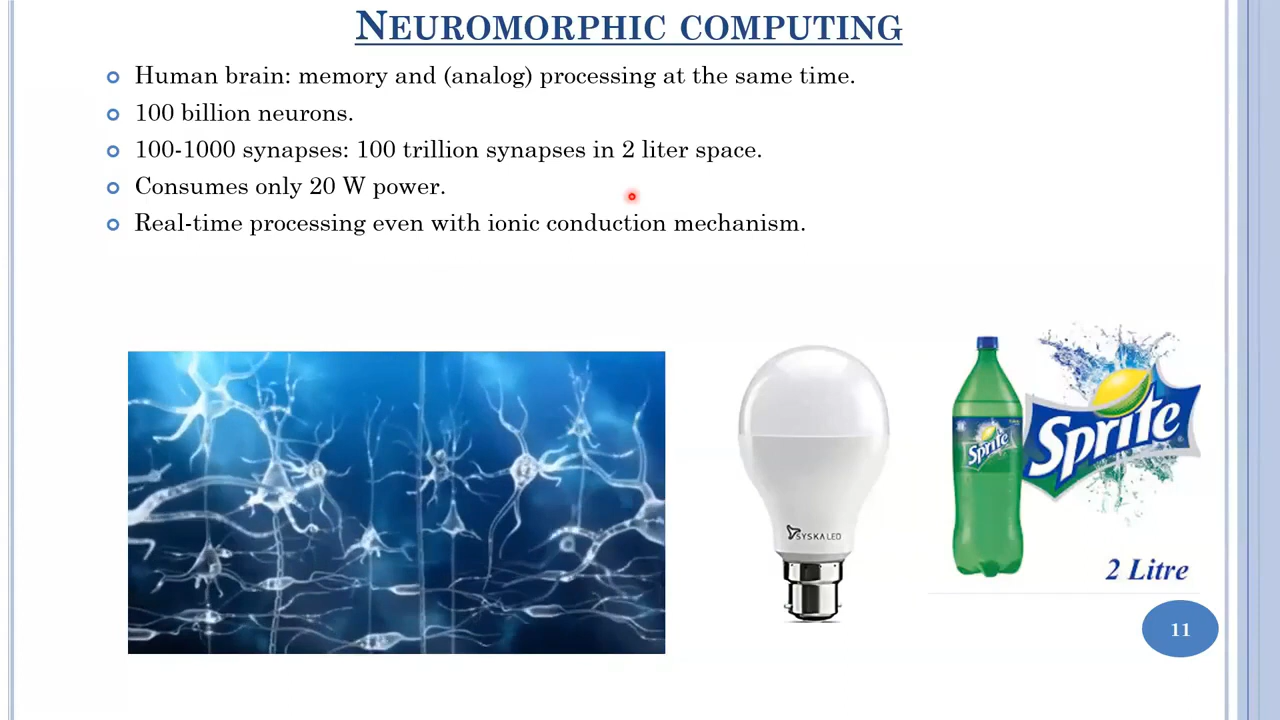 NEUROMORPHIC COMPUTING
Human brain: memory and (analog) processing at the same time.
100 billion neurons.
100-1000 synapses: 100 trillion synapses in 2 liter space.
Consumes only 20 W power.
Real-time processing even with ionic conduction mechanism.
SYSKA LED
Sprite
Sprite
2 Litre
11